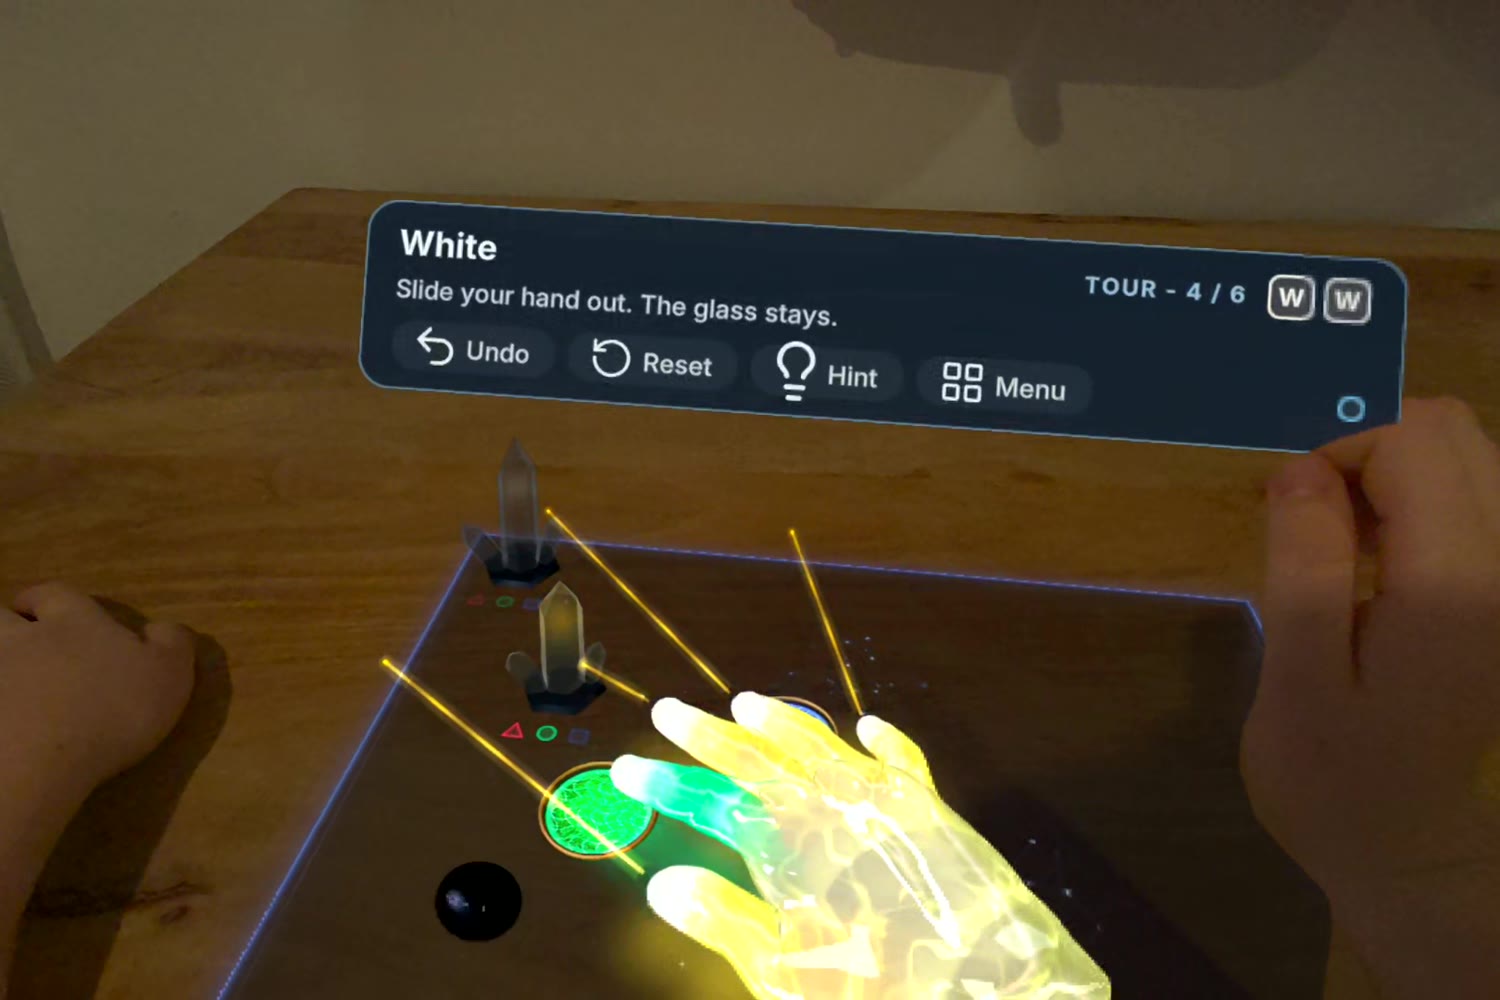 White
TOUR - 4 / 6 W W
Slide your hand out. The glass stays.
Undo Reset Hint Menu